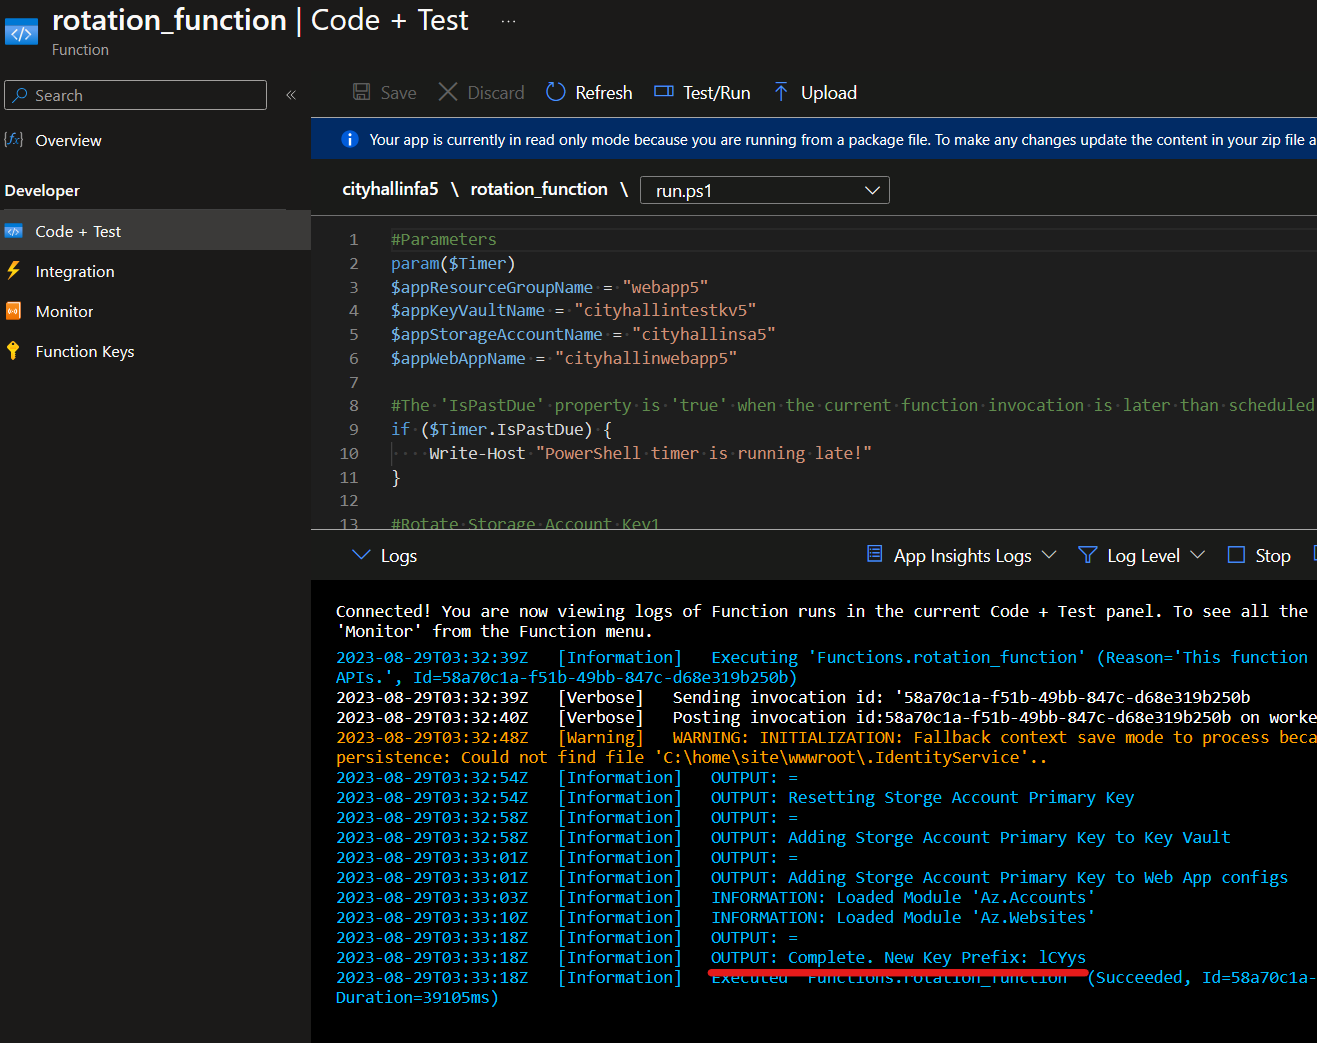 rotation_function | Code + Test ...
Function
Search «
Save Discard Refresh Test/Run Upload
Overview
Your app is currently in read only mode because you are running from a package file. To make any changes update the content in your zip file a
Developer
cityhallinfa5 \ rotation_function \ run.ps1
Code + Test
Integration
Monitor
Function Keys
1 #Parameters
2 param($Timer)
3 $appResourceGroupName = "webapp5"
4 $appKeyVaultName = "cityhallintestkv5"
5 $appStorageAccountName = "cityhallinsa5"
6 $appWebAppName = "cityhallinwebapp5"
7
8 #The 'IsPastDue' property is 'true' when the current function invocation is later than scheduled
9 if ($Timer.IsPastDue) {
10 Write-Host "PowerShell timer is running late!"
11 }
12
13 #Rotate Storage Account Key1
Logs App Insights Logs Log Level Stop
Connected! You are now viewing logs of Function runs in the current Code + Test panel. To see all the
'Monitor' from the Function menu.
2023-08-29T03:32:39Z [Information] Executing 'Functions.rotation_function' (Reason='This function
APIs.', Id=58a70c1a-f51b-49bb-847c-d68e319b250b)
2023-08-29T03:32:39Z [Verbose] Sending invocation id: '58a70c1a-f51b-49bb-847c-d68e319b250b
2023-08-29T03:32:40Z [Verbose] Posting invocation id:58a70c1a-f51b-49bb-847c-d68e319b250b on worke
2023-08-29T03:32:48Z [Warning] WARNING: INITIALIZATION: Fallback context save mode to process beca
persistence: Could not find file 'C:\home\site\wwwroot\.IdentityService'..
2023-08-29T03:32:54Z [Information] OUTPUT: =
2023-08-29T03:32:54Z [Information] OUTPUT: Resetting Storge Account Primary Key
2023-08-29T03:32:58Z [Information] OUTPUT: =
2023-08-29T03:32:58Z [Information] OUTPUT: Adding Storge Account Primary Key to Key Vault
2023-08-29T03:33:01Z [Information] OUTPUT: =
2023-08-29T03:33:01Z [Information] OUTPUT: Adding Storge Account Primary Key to Web App configs
2023-08-29T03:33:03Z [Information] INFORMATION: Loaded Module 'Az.Accounts'
2023-08-29T03:33:10Z [Information] INFORMATION: Loaded Module 'Az.Websites'
2023-08-29T03:33:18Z [Information] OUTPUT: =
2023-08-29T03:33:18Z [Information] OUTPUT: Complete. New Key Prefix: lCYys
2023-08-29T03:33:18Z [Information] Executed 'Functions.rotation_function' (Succeeded, Id=58a70c1a-
Duration=39105ms)